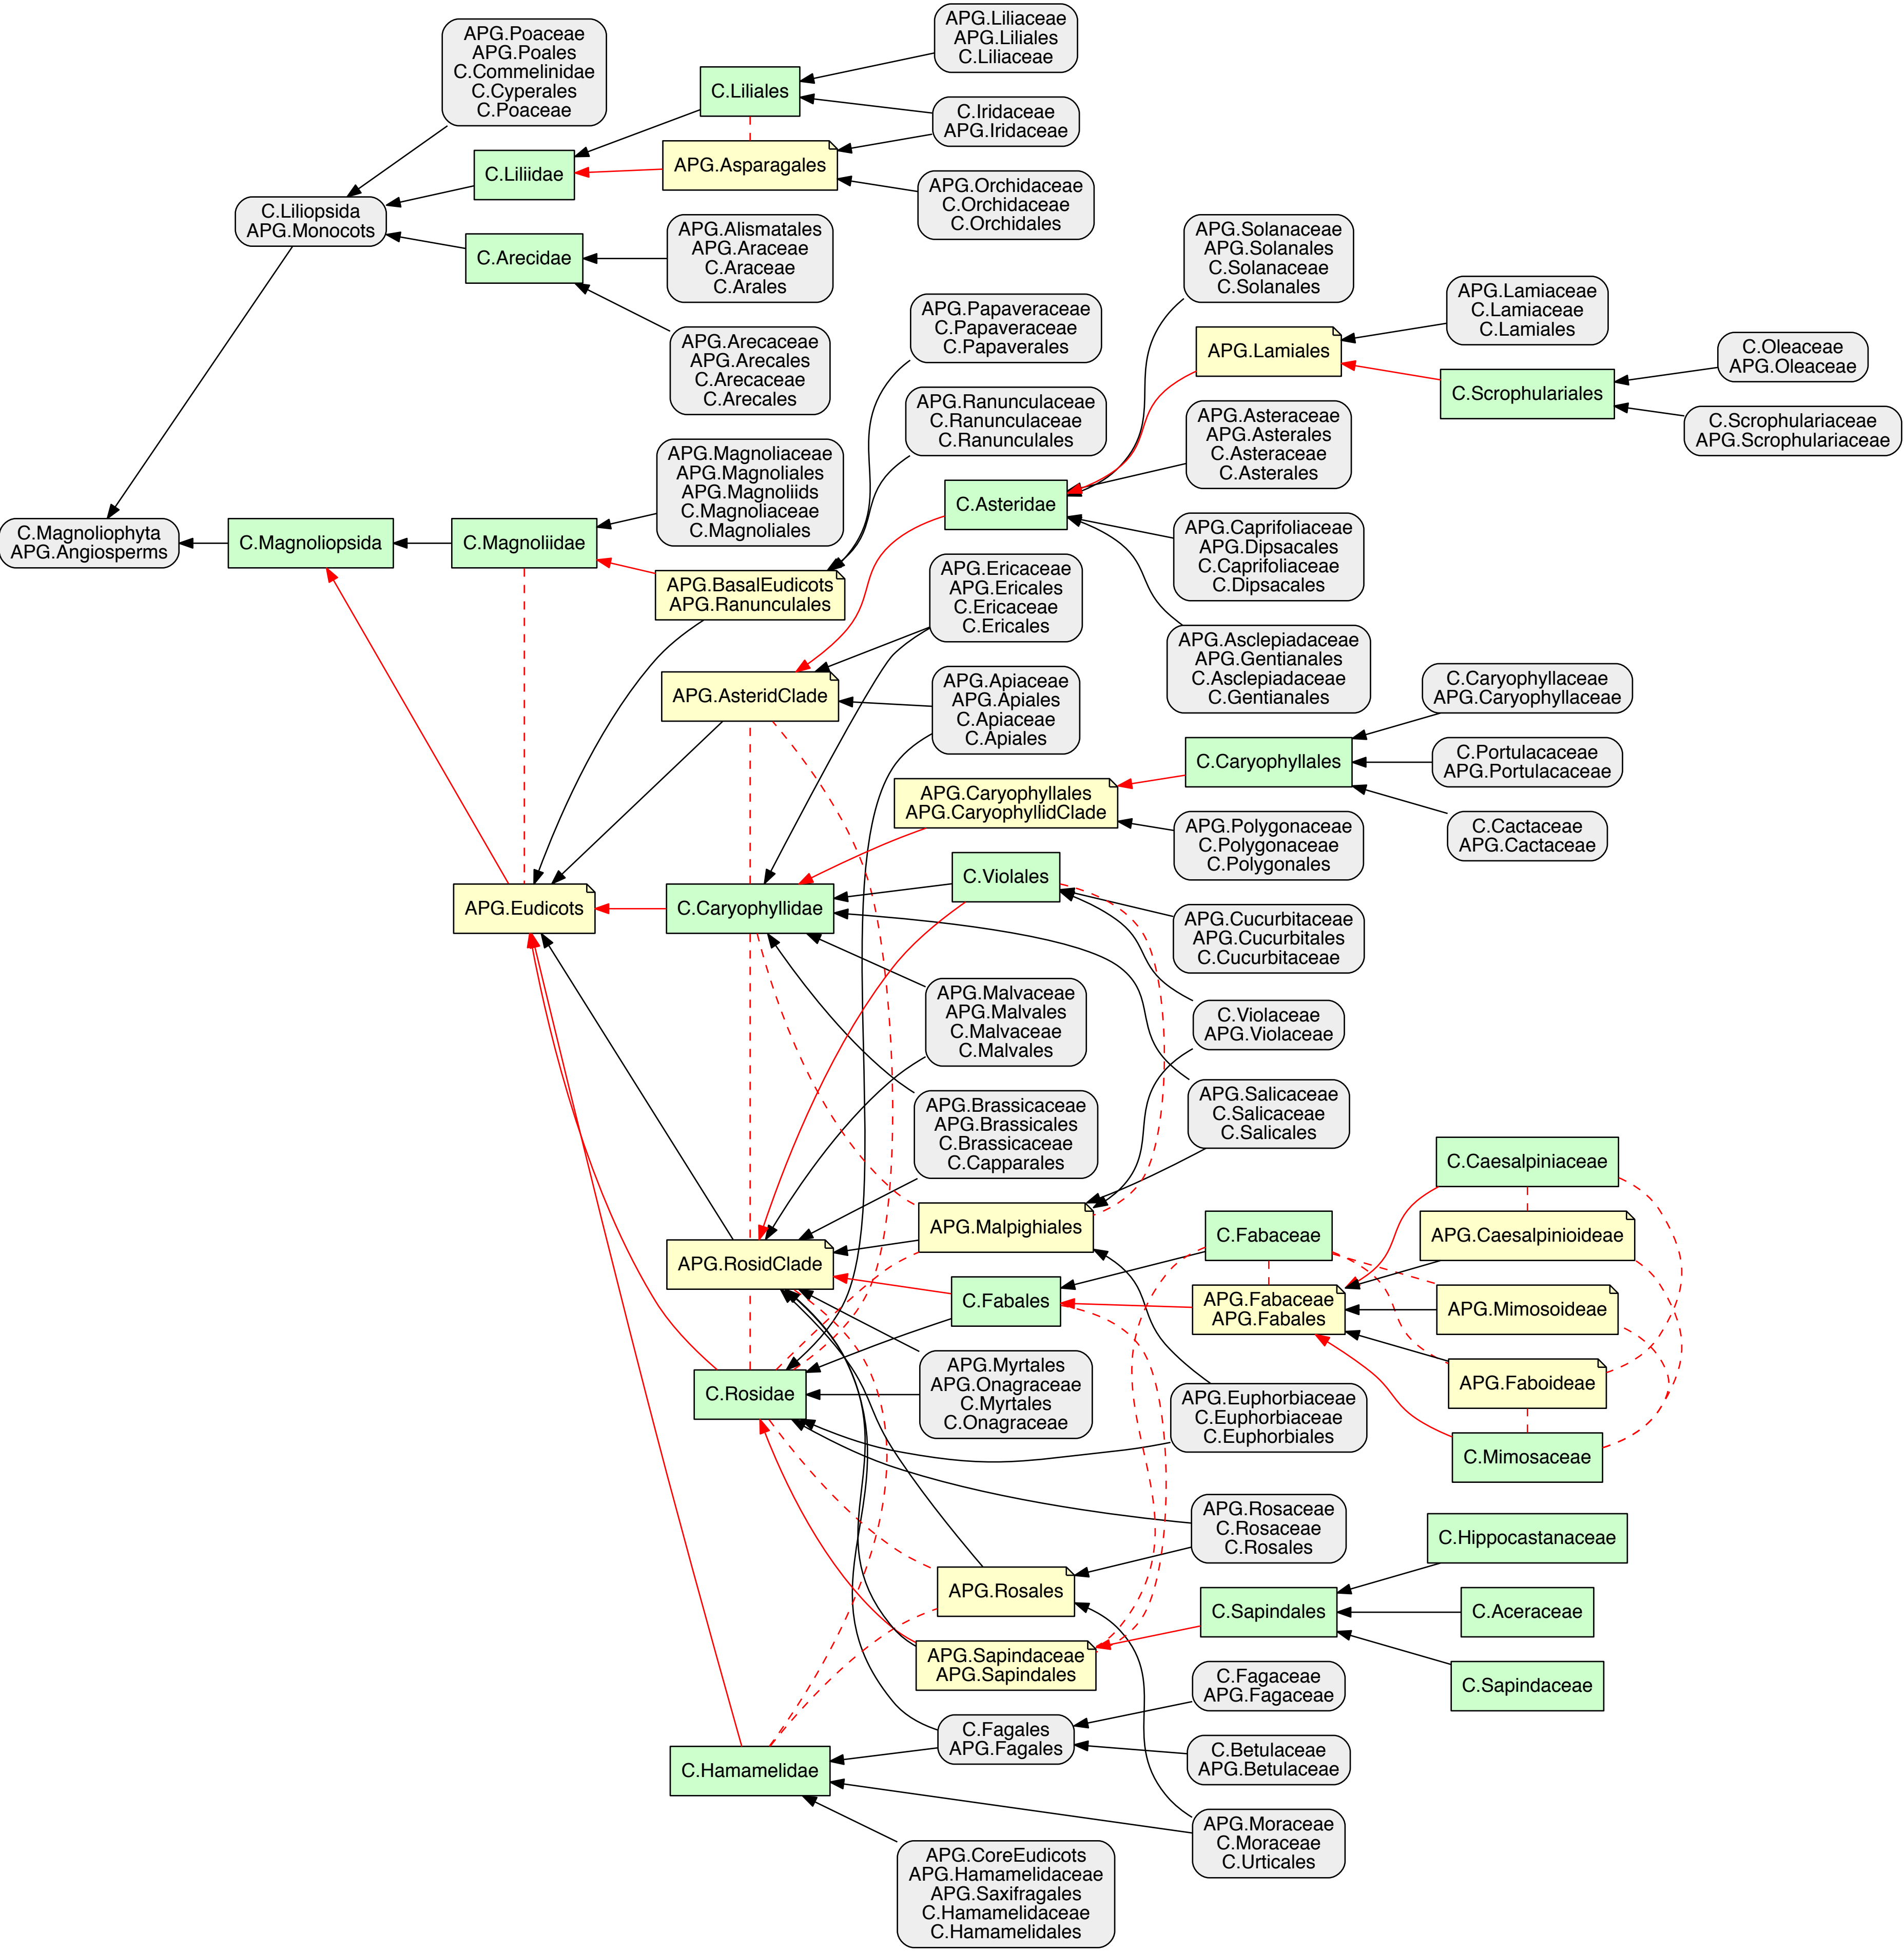 APG.Poaceae
APG.Poales
C.Commelinidae
C.Cyperales
C.Poaceae
C.Liliopsida
APG.Monocots
C.Magnoliophyta
APG.Angiosperms
C.Magnoliopsida
C.Liliidae
C.Arecidae
C.Magnoliidae
APG.Eudicots
C.Liliales
APG.Asparagales
APG.Alismatales
APG.Araceae
C.Araceae
C.Arales
APG.Arecaceae
APG.Arecales
C.Arecaceae
C.Arecales
APG.Magnoliaceae
APG.Magnoliales
APG.Magnoliids
C.Magnoliaceae
C.Magnoliales
APG.BasalEudicots
APG.Ranunculales
APG.AsteridClade
C.Caryophyllidae
APG.RosidClade
C.Rosidae
C.Hamamelidae
APG.Liliaceae
APG.Liliales
C.Liliaceae
C.Iridaceae
APG.Iridaceae
APG.Orchidaceae
C.Orchidaceae
C.Orchidales
APG.Papaveraceae
C.Papaveraceae
C.Papaverales
APG.Ranunculaceae
C.Ranunculaceae
C.Ranunculales
C.Asteridae
APG.Ericaceae
APG.Ericales
C.Ericaceae
C.Ericales
APG.Apiaceae
APG.Apiales
C.Apiaceae
C.Apiales
APG.Caryophyllales
APG.CaryophyllidClade
C.Violales
APG.Malvaceae
APG.Malvales
C.Malvaceae
C.Malvales
APG.Brassicaceae
APG.Brassicales
C.Brassicaceae
C.Capparales
APG.Malpighiales
C.Fabales
APG.Myrtales
APG.Onagraceae
C.Myrtales
C.Onagraceae
APG.Rosales
APG.Sapindaceae
APG.Sapindales
C.Fagales
APG.Fagales
APG.CoreEudicots
APG.Hamamelidaceae
APG.Saxifragales
C.Hamamelidaceae
C.Hamamelidales
APG.Solanaceae
APG.Solanales
C.Solanaceae
C.Solanales
APG.Lamiales
APG.Asteraceae
APG.Asterales
C.Asteraceae
C.Asterales
APG.Caprifoliaceae
APG.Dipsacales
C.Caprifoliaceae
C.Dipsacales
APG.Asclepiadaceae
APG.Gentianales
C.Asclepiadaceae
C.Gentianales
C.Caryophyllales
APG.Polygonaceae
C.Polygonaceae
C.Polygonales
APG.Cucurbitaceae
APG.Cucurbitales
C.Cucurbitaceae
C.Violaceae
APG.Violaceae
APG.Salicaceae
C.Salicaceae
C.Salicales
C.Fabaceae
APG.Fabaceae
APG.Fabales
APG.Euphorbiaceae
C.Euphorbiaceae
C.Euphorbiales
APG.Rosaceae
C.Rosaceae
C.Rosales
C.Sapindales
C.Fagaceae
APG.Fagaceae
C.Betulaceae
APG.Betulaceae
APG.Moraceae
C.Moraceae
C.Urticales
APG.Lamiaceae
C.Lamiaceae
C.Lamiales
C.Scrophulariales
C.Caryophyllaceae
APG.Caryophyllaceae
C.Portulacaceae
APG.Portulacaceae
C.Cactaceae
APG.Cactaceae
C.Caesalpiniaceae
APG.Caesalpinioideae
APG.Mimosoideae
APG.Faboideae
C.Mimosaceae
C.Hippocastanaceae
C.Aceraceae
C.Sapindaceae
C.Oleaceae
APG.Oleaceae
C.Scrophulariaceae
APG.Scrophulariaceae